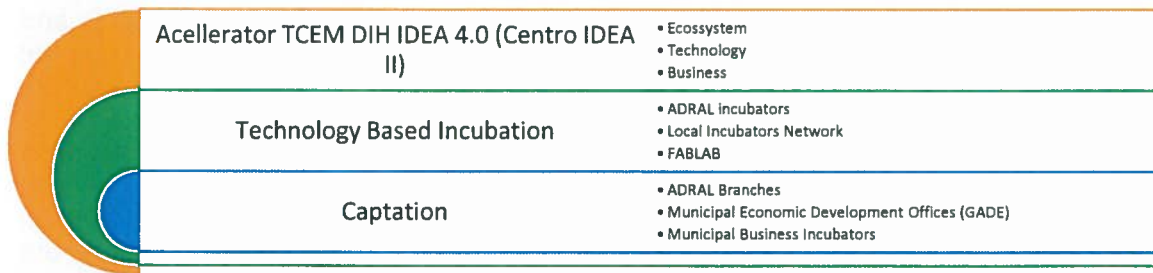 Acellerator TCEM DIH IDEA 4.0 (Centro IDEA
II)
• Ecossystem
• Technology
• Business
Technology Based Incubation
• ADRAL incubators
• Local Incubators Network
• FABLAB
Captation
• ADRAL Branches
• Municipal Economic Development Offices (GADE)
• Municipal Business Incubators